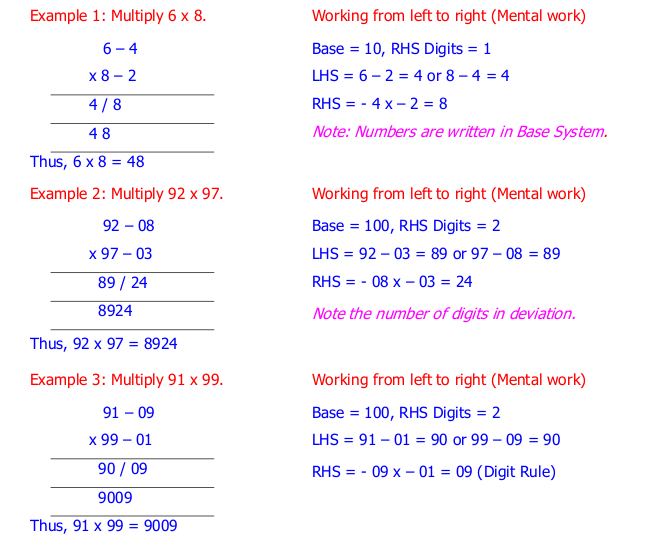 Example 1: Multiply 6 x 8.
Working from left to right (Mental work)
6 – 4
Base = 10, RHS Digits = 1
x 8 – 2
LHS = 6 – 2 = 4 or 8 – 4 = 4
4 / 8
RHS = - 4 x – 2 = 8
4 8
Note: Numbers are written in Base System.
Thus, 6 x 8 = 48
Example 2: Multiply 92 x 97.
Working from left to right (Mental work)
92 – 08
Base = 100, RHS Digits = 2
x 97 – 03
LHS = 92 – 03 = 89 or 97 – 08 = 89
89 / 24
RHS = - 08 x – 03 = 24
8924
Note the number of digits in deviation.
Thus, 92 x 97 = 8924
Example 3: Multiply 91 x 99.
Working from left to right (Mental work)
91 – 09
Base = 100, RHS Digits = 2
x 99 – 01
LHS = 91 – 01 = 90 or 99 – 09 = 90
90 / 09
RHS = - 09 x – 01 = 09 (Digit Rule)
9009
Thus, 91 x 99 = 9009